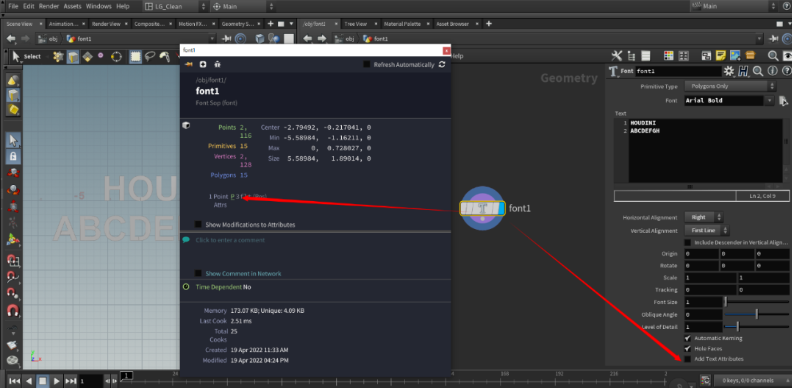 File Edit Render Assets Windows Help
LG_Clean
Main
Main
Scene View
Animation...
Render View
Composite...
Motion FX...
Geometry S...
/obj/font1
Tree View
Material Palette
Asset Browser
obj
font1
obj
font1
Select
font1
Refresh Automatically
/obj/font1/
font1
Font Sop (font)
Points 2,
116
Primitives 15
Vertices 2,
128
Polygons 15
Center -2.79492, -0.217041, 0
Min -5.58984, -1.16211, 0
Max 0, 0.728027, 0
Size 5.58984, 1.89014, 0
1 Point P
Attrs
Show Modifications to Attributes
Click to enter a comment
Show Comment in Network
Time Dependent No
Memory 173.07 KB; Unique: 4.09 KB
Last Cook 2.51 ms
Total 25
Cooks
Created 19 Apr 2022 11:33 AM
Modified 19 Apr 2022 04:24 PM
HOU
ABCDE
Help
Geometry
font1
Font font1
Primitive Type Polygons Only
Font Arial Bold
Text
1 HOUDINI
2 ABCDEFGH
Ln 2, Col 9
Horizontal Alignment Right
Vertical Alignment First Line
Include Descender in Vertical Align...
Origin 0 0 0
Rotate 0 0 0
Scale 1 1
Tracking 0 0
Font Size 1
Oblique Angle 0
Level of Detail 1
Automatic Kerning
Hole Faces
Add Text Attributes
1
1
0 keys, 0/0 channels